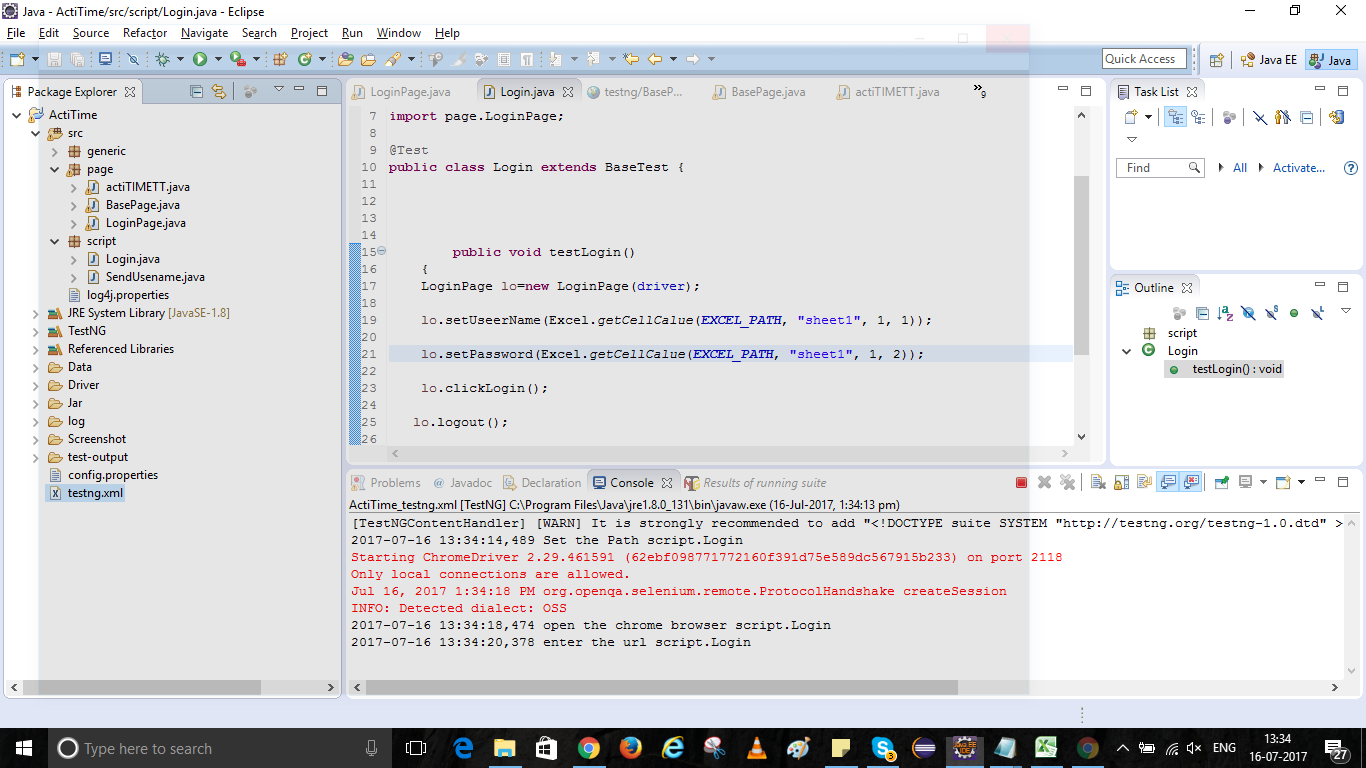 Java - ActiTime/src/script/Login.java - Eclipse
File Edit Source Refactor Navigate Search Project Run Window Help
Quick Access
Java EE
Java
Package Explorer
ActiTime
src
generic
page
actiTIMETT.java
BasePage.java
LoginPage.java
script
Login.java
SendUsename.java
log4j.properties
JRE System Library [JavaSE-1.8]
TestNG
Referenced Libraries
Data
Driver
Jar
log
Screenshot
test-output
config.properties
testng.xml
LoginPage.java Login.java testng/BaseP... BasePage.java actiTIMETT.java »9
7 import page.LoginPage;
8
9 @Test
10 public class Login extends BaseTest {
11
12
13
14
15 public void testLogin()
16 {
17 LoginPage lo=new LoginPage(driver);
18
19 lo.setUseerName(Excel.getCellCalue(EXCEL_PATH, "sheet1", 1, 1));
20
21 lo.setPassword(Excel.getCellCalue(EXCEL_PATH, "sheet1", 1, 2));
22
23 lo.clickLogin();
24
25 lo.logout();
26
Task List
Find
All
Activate...
Outline
script
Login
testLogin() : void
Problems @ Javadoc Declaration Console Results of running suite
ActiTime_testng.xml [TestNG] C:\Program Files\Java\jre1.8.0_131\bin\javaw.exe (16-Jul-2017, 1:34:13 pm)
[TestNGContentHandler] [WARN] It is strongly recommended to add "<!DOCTYPE suite SYSTEM "http://testng.org/testng-1.0.dtd" >
2017-07-16 13:34:14,489 Set the Path script.Login
Starting ChromeDriver 2.29.461591 (62ebf098771772160f391d75e589dc567915b233) on port 2118
Only local connections are allowed.
Jul 16, 2017 1:34:18 PM org.openqa.selenium.remote.ProtocolHandshake createSession
INFO: Detected dialect: OSS
2017-07-16 13:34:18,474 open the chrome browser script.Login
2017-07-16 13:34:20,378 enter the url script.Login
Type here to search
3
ENG
13:34
16-07-2017
27